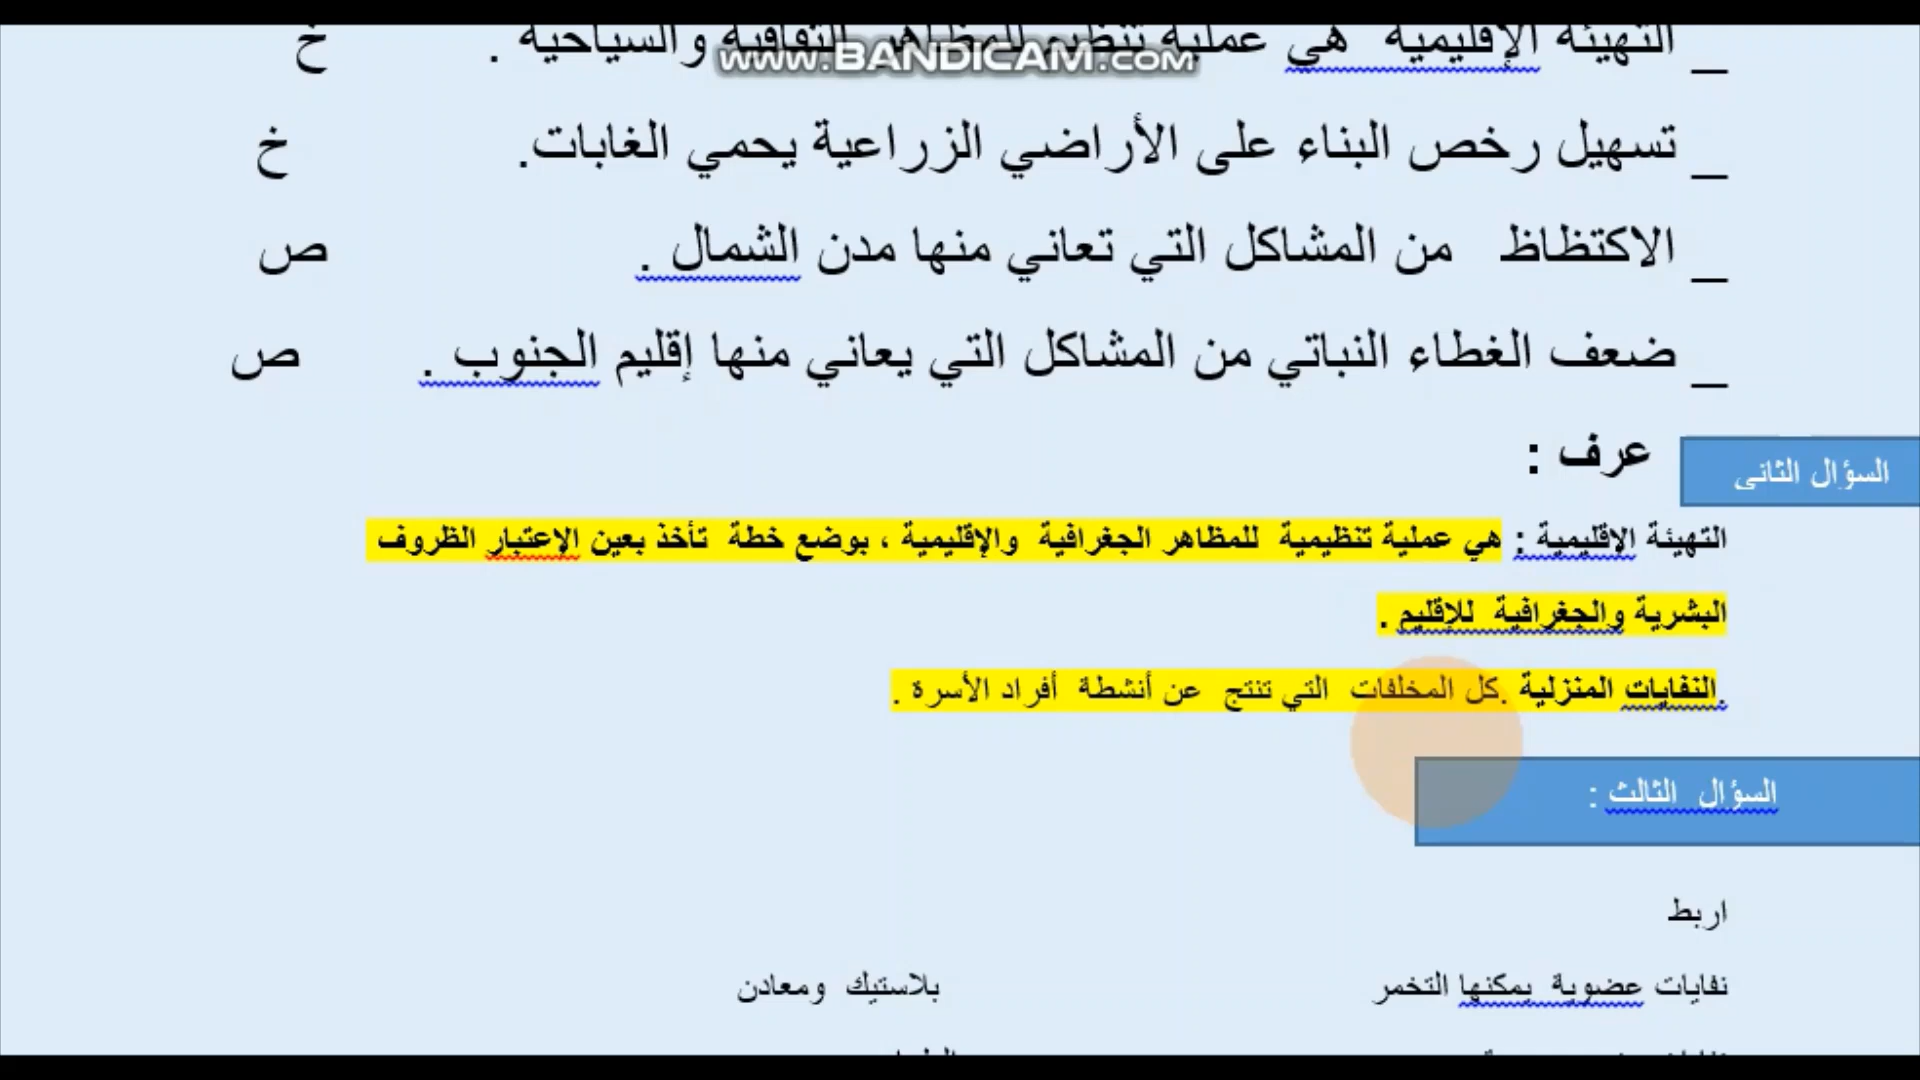 www.BANDICAM.com
_ التهيئة الإقليمية هي عملية تنظيم للمظاهر الثقافية والسياحية . خ
_ تسهيل رخص البناء على الأراضي الزراعية يحمي الغابات. خ
_ الاكتظاظ من المشاكل التي تعاني منها مدن الشمال . ص
_ ضعف الغطاء النباتي من المشاكل التي يعاني منها إقليم الجنوب . ص
السؤال الثاني عرف :
التهيئة الإقليمية : هي عملية تنظيمية للمظاهر الجغرافية والإقليمية ، بوضع خطة تأخذ بعين الإعتبار الظروف
البشرية والجغرافية للإقليم .
.النفايات المنزلية .كل المخلفات التي تنتج عن أنشطة أفراد الأسرة .
السؤال الثالث :
اربط
نفايات عضوية يمكنها التخمر بلاستيك ومعادن